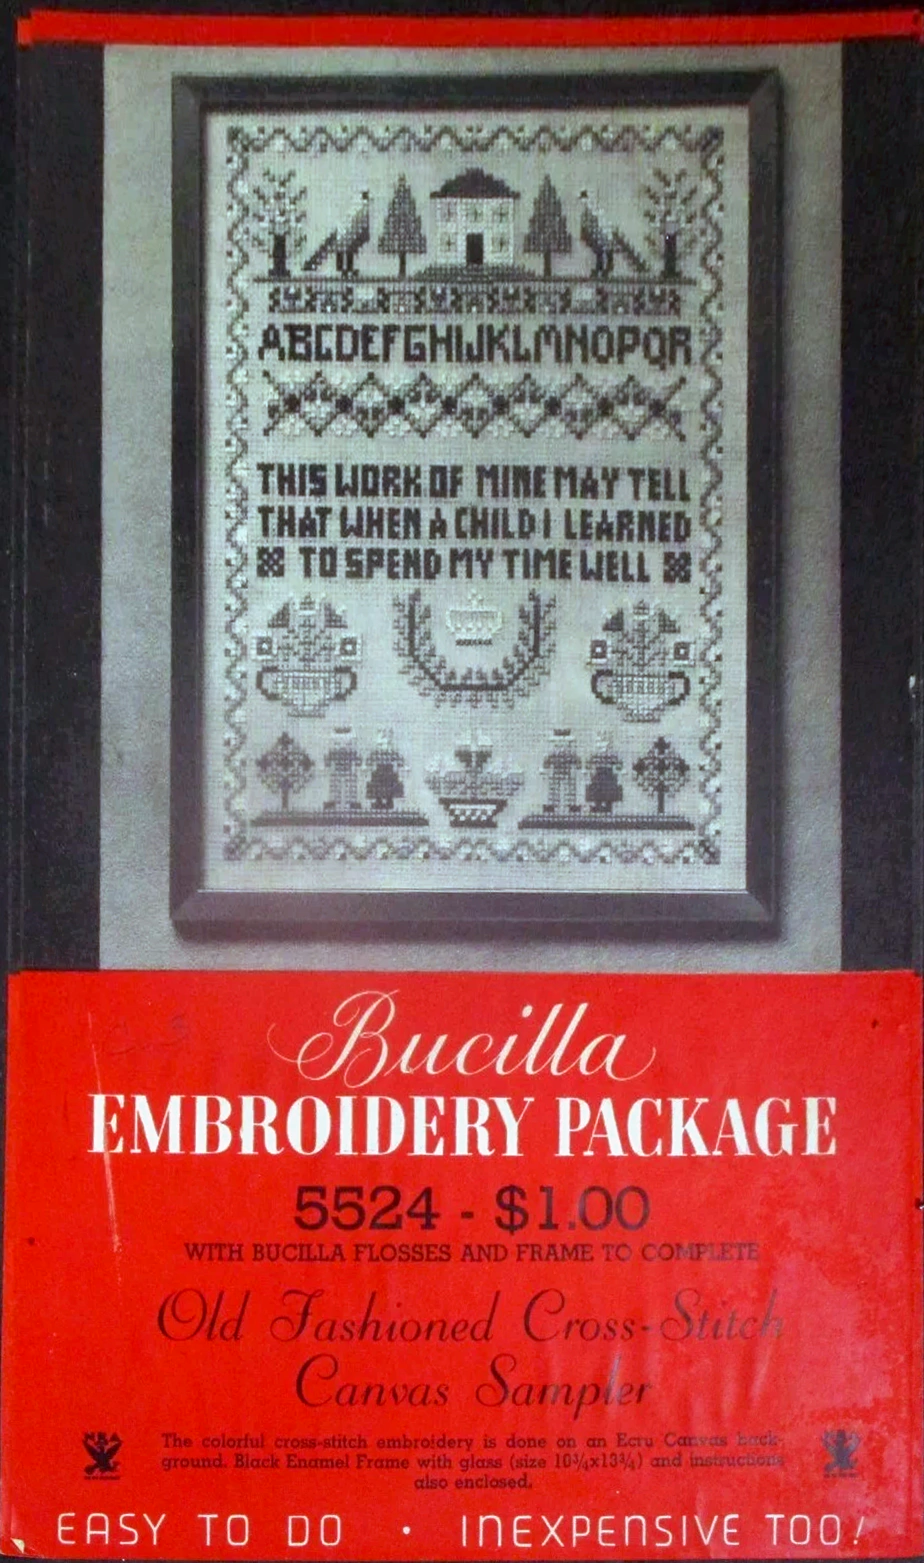 ABCDEFGHIJKLMNOPQR
THIS WORK OF MINE MAY TELL
THAT WHEN A CHILD I LEARNED
TO SPEND MY TIME WELL
Bucilla
EMBROIDERY PACKAGE
5524 - $1.00
WITH BUCILLA FLOSSES AND FRAME TO COMPLETE
Old Fashioned Cross-Stitch
Canvas Sampler
NRA
The colorful cross-stitch embroidery is done on an Ecru Canvas back-
ground. Black Enamel Frame with glass (size 10¾x13¾) and instructions
also enclosed.
EASY TO DO • INEXPENSIVE TOO!